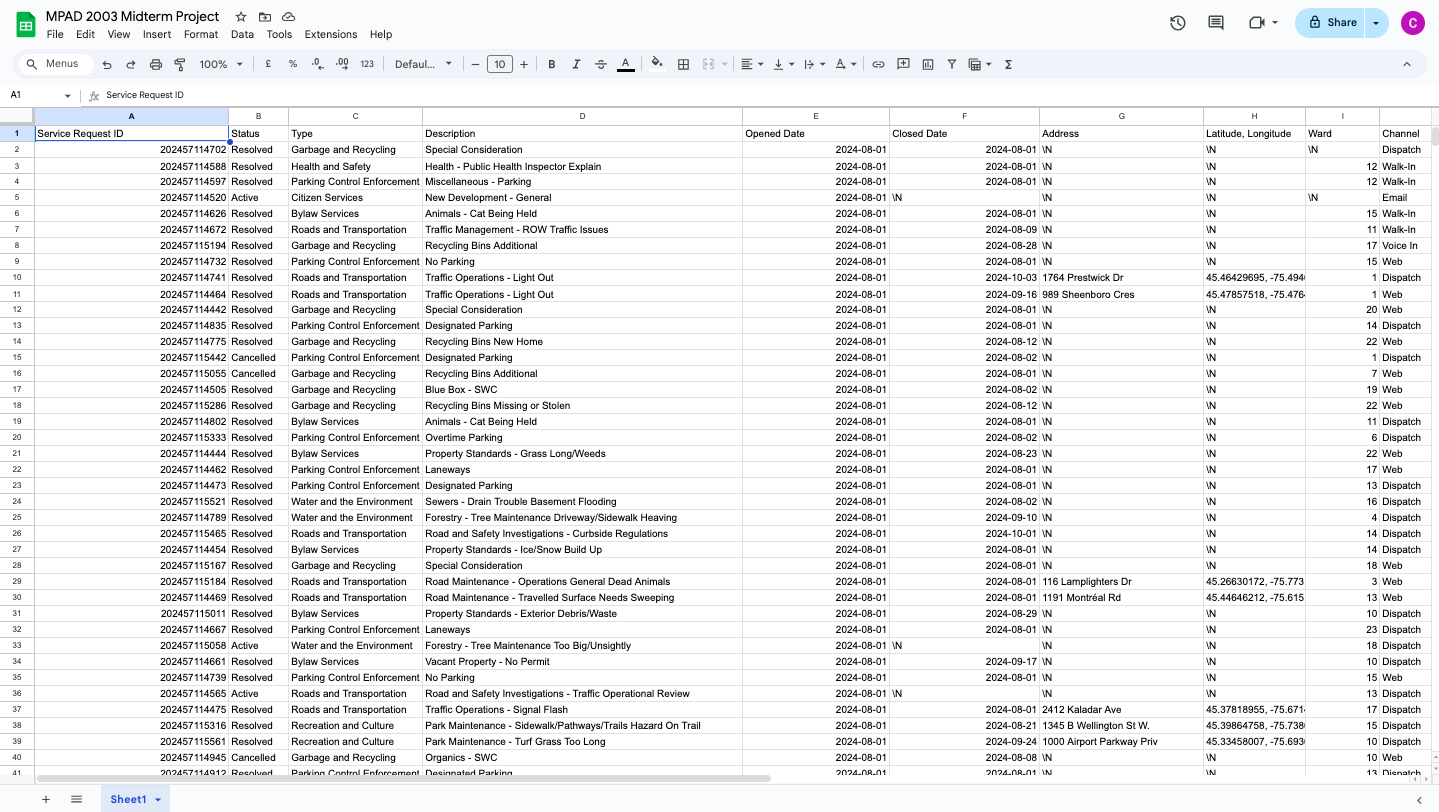 MPAD 2003 Midterm Project
File Edit View Insert Format Data Tools Extensions Help
Share
C
Menus 100% £ % .0 .00 123 Defaul... 10 B I S A
A1 fx Service Request ID
A B C D E F G H I
1 Service Request ID Status Type Description Opened Date Closed Date Address Latitude, Longitude Ward Channel
2 202457114702 Resolved Garbage and Recycling Special Consideration 2024-08-01 2024-08-01 \N \N \N Dispatch
3 202457114588 Resolved Health and Safety Health - Public Health Inspector Explain 2024-08-01 2024-08-01 \N \N 12 Walk-In
4 202457114597 Resolved Parking Control Enforcement Miscellaneous - Parking 2024-08-01 2024-08-01 \N \N 12 Walk-In
5 202457114520 Active Citizen Services New Development - General 2024-08-01 \N \N \N \N Email
6 202457114626 Resolved Bylaw Services Animals - Cat Being Held 2024-08-01 2024-08-01 \N \N 15 Walk-In
7 202457114672 Resolved Roads and Transportation Traffic Management - ROW Traffic Issues 2024-08-01 2024-08-09 \N \N 11 Walk-In
8 202457115194 Resolved Garbage and Recycling Recycling Bins Additional 2024-08-01 2024-08-28 \N \N 17 Voice In
9 202457114732 Resolved Parking Control Enforcement No Parking 2024-08-01 2024-08-01 \N \N 15 Web
10 202457114741 Resolved Roads and Transportation Traffic Operations - Light Out 2024-08-01 2024-10-03 1764 Prestwick Dr 45.46429695, -75.494 1 Dispatch
11 202457114464 Resolved Roads and Transportation Traffic Operations - Light Out 2024-08-01 2024-09-16 989 Sheenboro Cres 45.47857518, -75.476 1 Web
12 202457114442 Resolved Garbage and Recycling Special Consideration 2024-08-01 2024-08-01 \N \N 20 Web
13 202457114835 Resolved Parking Control Enforcement Designated Parking 2024-08-01 2024-08-01 \N \N 14 Dispatch
14 202457114775 Resolved Garbage and Recycling Recycling Bins New Home 2024-08-01 2024-08-12 \N \N 22 Web
15 202457115442 Cancelled Parking Control Enforcement Designated Parking 2024-08-01 2024-08-02 \N \N 1 Dispatch
16 202457115055 Cancelled Garbage and Recycling Recycling Bins Additional 2024-08-01 2024-08-01 \N \N 7 Web
17 202457114505 Resolved Garbage and Recycling Blue Box - SWC 2024-08-01 2024-08-02 \N \N 19 Web
18 202457115286 Resolved Garbage and Recycling Recycling Bins Missing or Stolen 2024-08-01 2024-08-12 \N \N 22 Web
19 202457114802 Resolved Bylaw Services Animals - Cat Being Held 2024-08-01 2024-08-01 \N \N 11 Dispatch
20 202457115333 Resolved Parking Control Enforcement Overtime Parking 2024-08-01 2024-08-02 \N \N 6 Dispatch
21 202457114444 Resolved Bylaw Services Property Standards - Grass Long/Weeds 2024-08-01 2024-08-23 \N \N 22 Web
22 202457114462 Resolved Parking Control Enforcement Laneways 2024-08-01 2024-08-01 \N \N 17 Web
23 202457114473 Resolved Parking Control Enforcement Designated Parking 2024-08-01 2024-08-01 \N \N 13 Dispatch
24 202457115521 Resolved Water and the Environment Sewers - Drain Trouble Basement Flooding 2024-08-01 2024-08-02 \N \N 16 Dispatch
25 202457114789 Resolved Water and the Environment Forestry - Tree Maintenance Driveway/Sidewalk Heaving 2024-08-01 2024-09-10 \N \N 4 Dispatch
26 202457115465 Resolved Roads and Transportation Road and Safety Investigations - Curbside Regulations 2024-08-01 2024-10-01 \N \N 14 Dispatch
27 202457114454 Resolved Bylaw Services Property Standards - Ice/Snow Build Up 2024-08-01 2024-08-01 \N \N 14 Dispatch
28 202457115167 Resolved Garbage and Recycling Special Consideration 2024-08-01 2024-08-01 \N \N 18 Web
29 202457115184 Resolved Roads and Transportation Road Maintenance - Operations General Dead Animals 2024-08-01 2024-08-01 116 Lamplighters Dr 45.26630172, -75.773 3 Web
30 202457114469 Resolved Roads and Transportation Road Maintenance - Travelled Surface Needs Sweeping 2024-08-01 2024-08-01 1191 Montréal Rd 45.44646212, -75.615 13 Web
31 202457115011 Resolved Bylaw Services Property Standards - Exterior Debris/Waste 2024-08-01 2024-08-29 \N \N 10 Dispatch
32 202457114667 Resolved Parking Control Enforcement Laneways 2024-08-01 2024-08-01 \N \N 23 Dispatch
33 202457115058 Active Water and the Environment Forestry - Tree Maintenance Too Big/Unsightly 2024-08-01 \N \N \N 18 Dispatch
34 202457114661 Resolved Bylaw Services Vacant Property - No Permit 2024-08-01 2024-09-17 \N \N 10 Dispatch
35 202457114739 Resolved Parking Control Enforcement No Parking 2024-08-01 2024-08-01 \N \N 15 Web
36 202457114565 Active Roads and Transportation Road and Safety Investigations - Traffic Operational Review 2024-08-01 \N \N \N 13 Dispatch
37 202457114475 Resolved Roads and Transportation Traffic Operations - Signal Flash 2024-08-01 2024-08-01 2412 Kaladar Ave 45.37818955, -75.671 17 Dispatch
38 202457115316 Resolved Recreation and Culture Park Maintenance - Sidewalk/Pathways/Trails Hazard On Trail 2024-08-01 2024-08-21 1345 B Wellington St W. 45.39864758, -75.738 15 Dispatch
39 202457115561 Resolved Recreation and Culture Park Maintenance - Turf Grass Too Long 2024-08-01 2024-09-24 1000 Airport Parkway Priv 45.33458007, -75.693 10 Dispatch
40 202457114945 Cancelled Garbage and Recycling Organics - SWC 2024-08-01 2024-08-08 \N \N 10 Web
41 202457114912 Resolved Parking Control Enforcement Designated Parking 2024-08-01 2024-08-01 \N \N 13 Dispatch
Sheet1